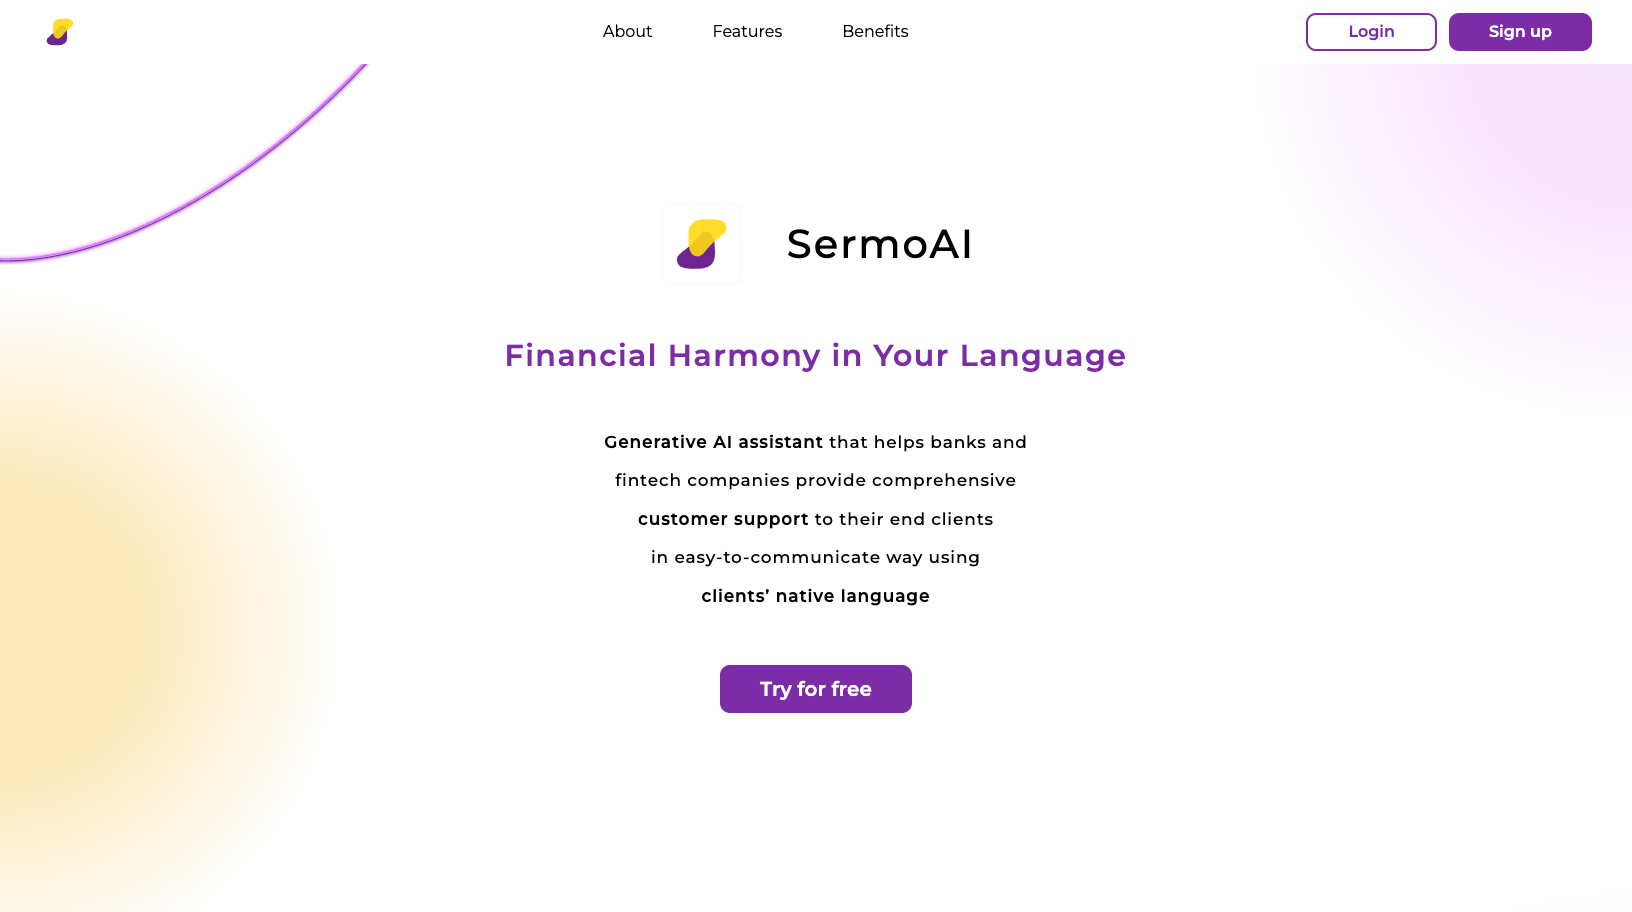 About
Features
Benefits
Login
Sign up
SermoAI
Financial Harmony in Your Language
Generative AI assistant that helps banks and
fintech companies provide comprehensive
customer support to their end clients
in easy-to-communicate way using
clients’ native language
Try for free